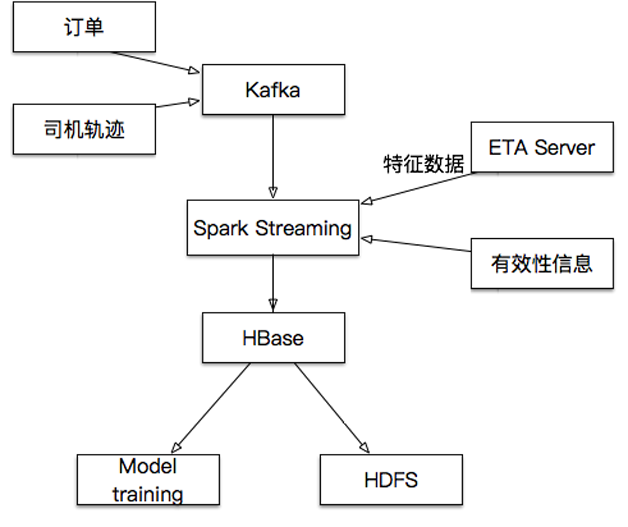 订单
Kafka
司机轨迹
ETA Server
特征数据
Spark Streaming
有效性信息
HBase
Model
training
HDFS